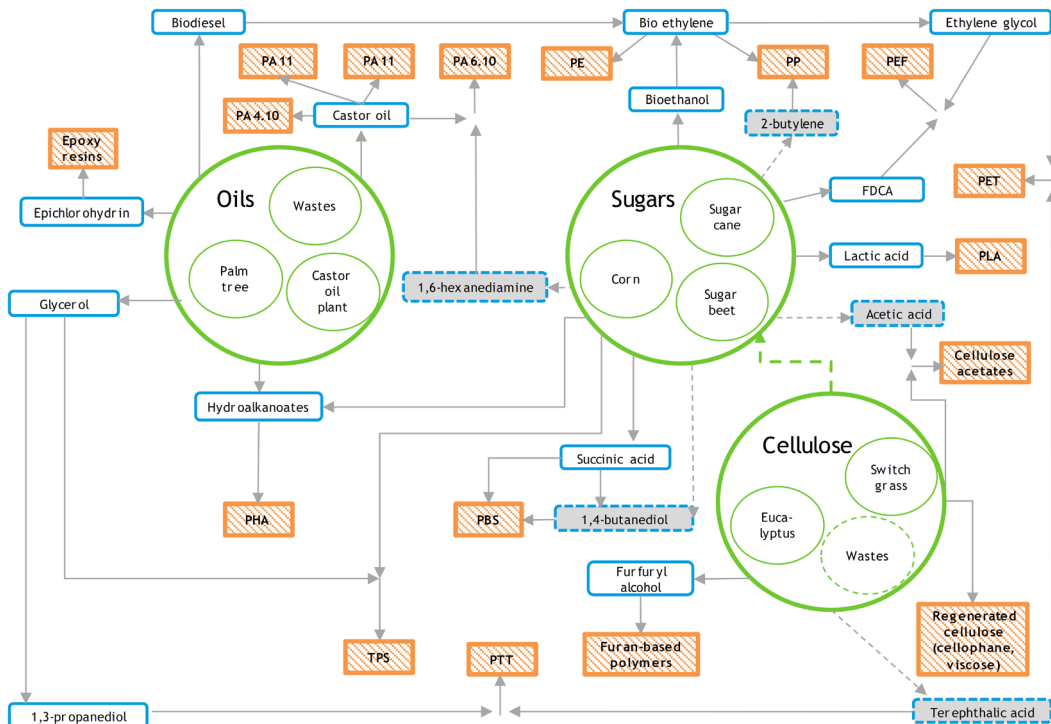 Biodiesel
Bio ethylene
Ethylene glycol
PA 11
PA 11
PA 6.10
PE
PP
PEF
Bioethanol
PA 4.10
Castor oil
2-butylene
Epoxy
resins
Oils
Wastes
Palm
tree
Castor
oil
plant
Sugars
Sugar
cane
Corn
Sugar
beet
FDCA
PET
Epichlorohydrin
Lactic acid
PLA
Glycerol
1,6-hexanediamine
Acetic acid
Cellulose
acetates
Hydroalkanoates
Cellulose
Switch
grass
Euca-
lyptus
Wastes
Succinic acid
PHA
PBS
1,4-butanediol
Furfuryl
alcohol
Regenerated
cellulose
(cellophane,
viscose)
TPS
PTT
Furan-based
polymers
1,3-propanediol
Terephthalic acid